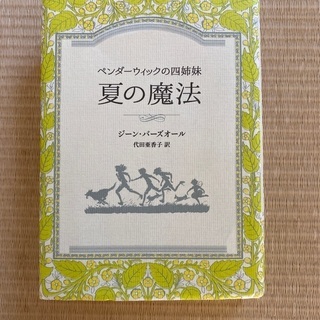 ペンダーウィックの四姉妹
夏の魔法
ジーン・バーズオール
代田亜香子 訳